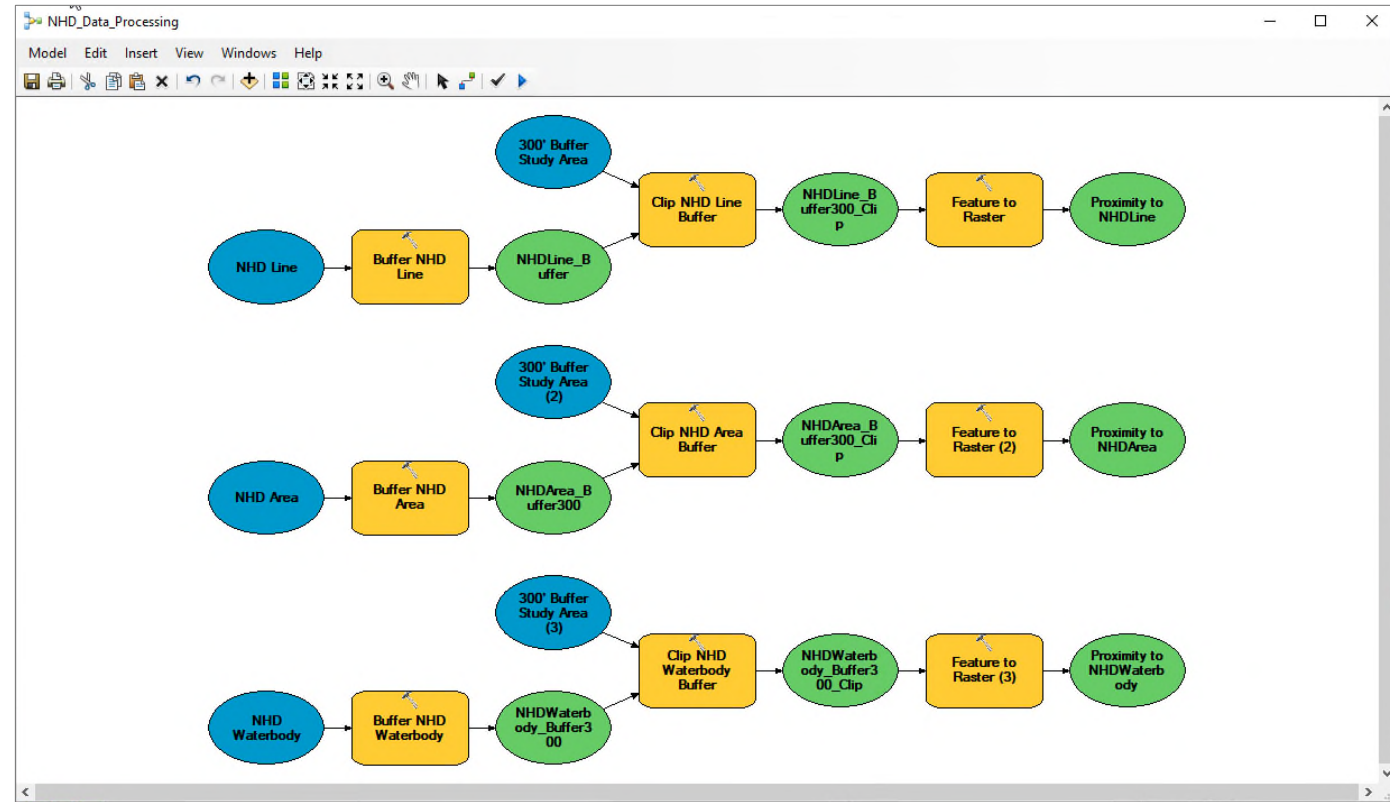 NHD_Data_Processing
Model Edit Insert View Windows Help
300' Buffer
Study Area
Clip NHD Line
Buffer
NHDLine_B
uffer300_Cli
p
Feature to
Raster
Proximity to
NHDLine
NHD Line
Buffer NHD
Line
NHDLine_B
uffer
300' Buffer
Study Area
(2)
Clip NHD Area
Buffer
NHDArea_B
uffer300_Cli
p
Feature to
Raster (2)
Proximity to
NHDArea
NHD Area
Buffer NHD
Area
NHDArea_B
uffer300
300' Buffer
Study Area
(3)
Clip NHD
Waterbody
Buffer
NHDWaterb
ody_Buffer3
00_Clip
Feature to
Raster (3)
Proximity to
NHDWaterb
ody
NHD
Waterbody
Buffer NHD
Waterbody
NHDWaterb
ody_Buffer3
00